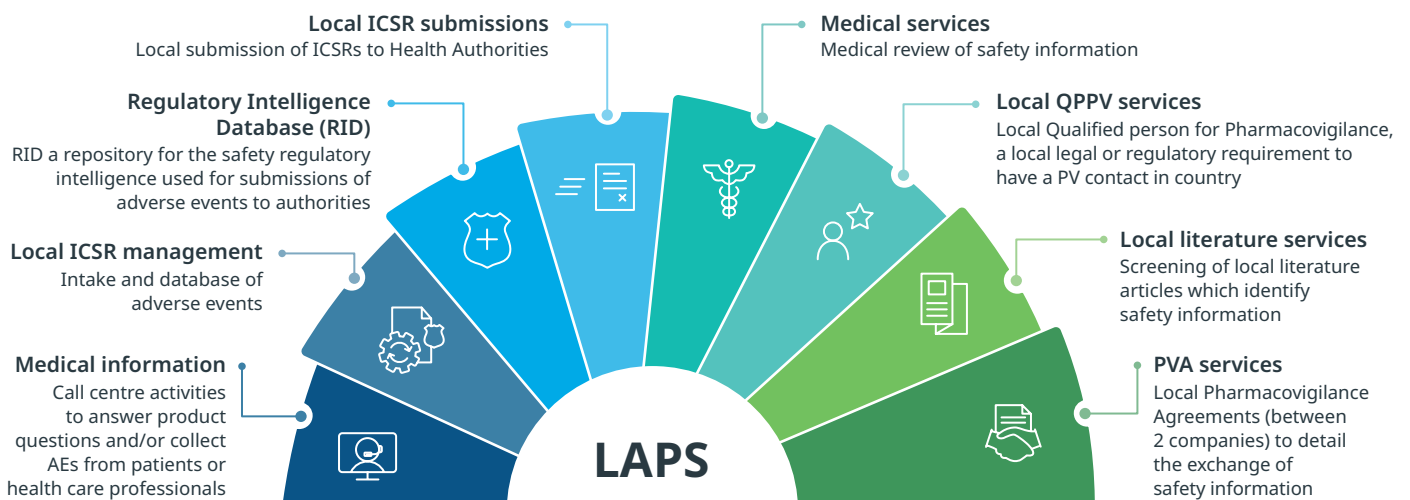 Local ICSR submissions
Local submission of ICSRs to Health Authorities
Regulatory Intelligence
Database (RID)
RID a repository for the safety regulatory
intelligence used for submissions of
adverse events to authorities
Local ICSR management
Intake and database of
adverse events
Medical information
Call centre activities
to answer product
questions and/or collect
AEs from patients or
health care professionals
Medical services
Medical review of safety information
Local QPPV services
Local Qualified person for Pharmacovigilance,
a local legal or regulatory requirement to
have a PV contact in country
Local literature services
Screening of local literature
articles which identify
safety information
PVA services
Local Pharmacovigilance
Agreements (between
2 companies) to detail
the exchange of
safety information
LAPS